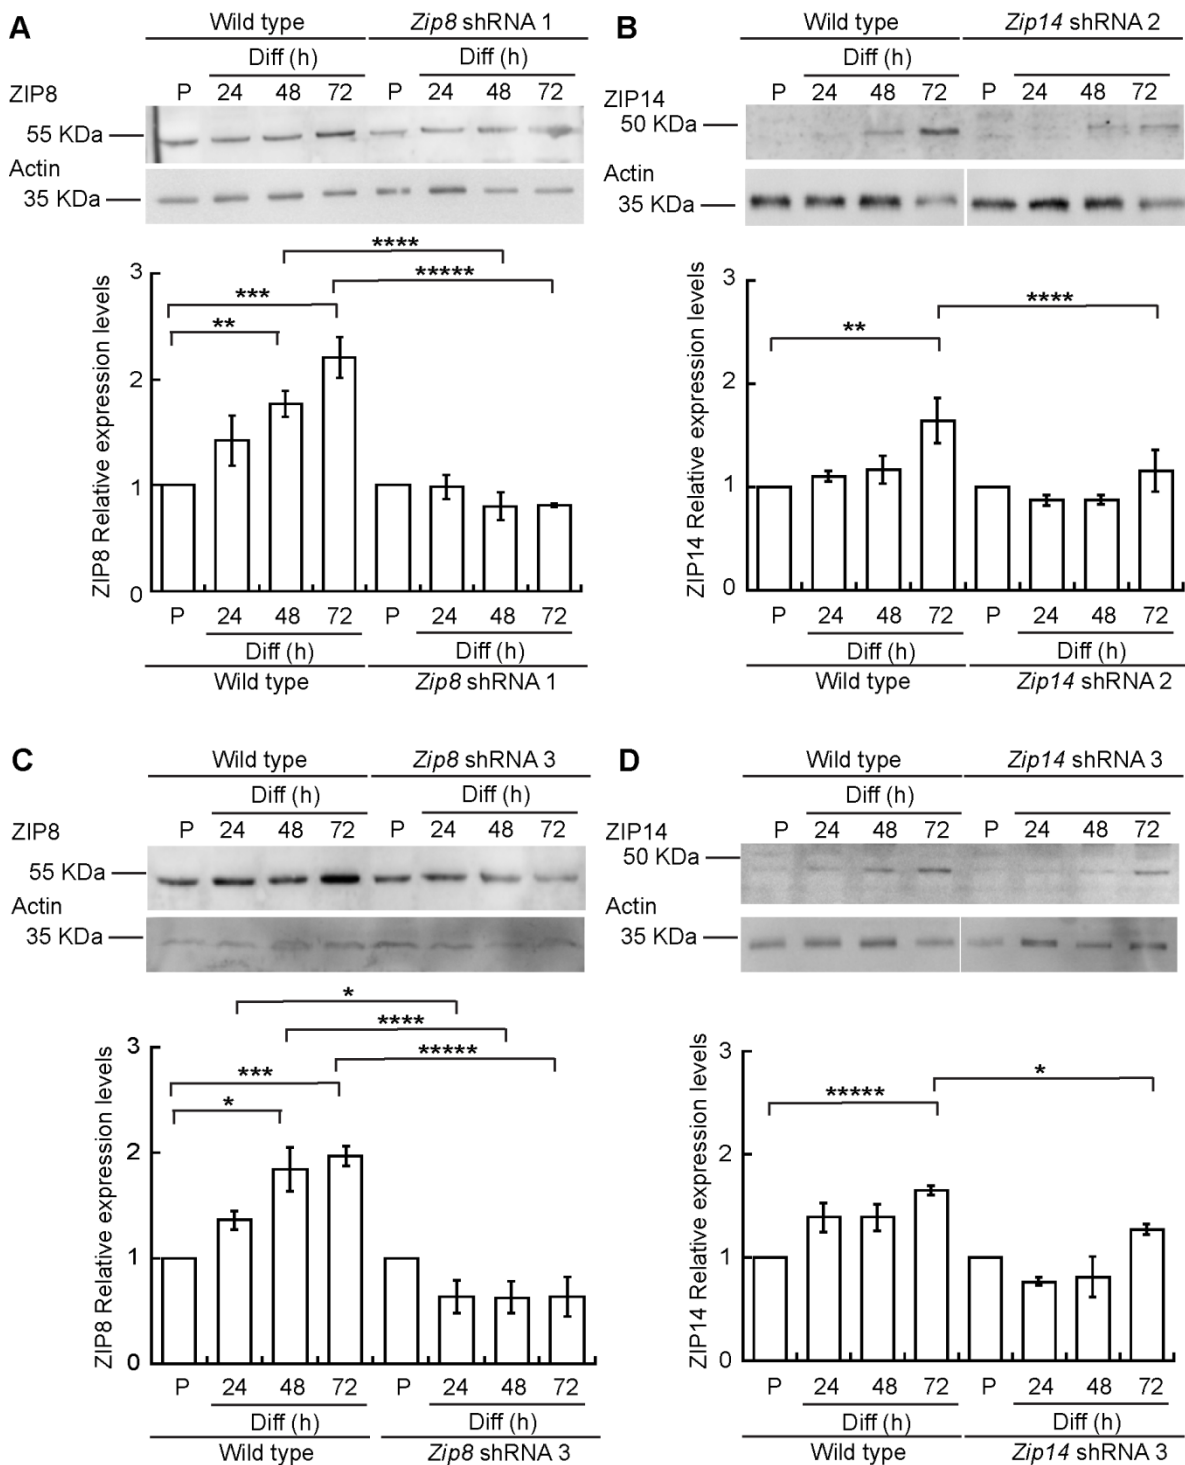 A
Wild type
Zip8 shRNA 1
Diff (h)
Diff (h)
ZIP8
P 24 48 72 P 24 48 72
55 KDa
Actin
35 KDa
****
*****
***
**
3
2
1
0
ZIP8 Relative expression levels
P 24 48 72 P 24 48 72
Diff (h)
Diff (h)
Wild type
Zip8 shRNA 1
B
Wild type
Zip14 shRNA 2
Diff (h)
ZIP14
P 24 48 72 P 24 48 72
50 KDa
Actin
35 KDa
****
**
3
2
1
0
ZIP14 Relative expression levels
P 24 48 72 P 24 48 72
Diff (h)
Diff (h)
Wild type
Zip14 shRNA 2
C
Wild type
Zip8 shRNA 3
Diff (h)
Diff (h)
ZIP8
P 24 48 72 P 24 48 72
55 KDa
Actin
35 KDa
*
****
*****
***
*
3
2
1
0
ZIP8 Relative expression levels
P 24 48 72 P 24 48 72
Diff (h)
Diff (h)
Wild type
Zip8 shRNA 3
D
Wild type
Zip14 shRNA 3
Diff (h)
ZIP14
P 24 48 72 P 24 48 72
50 KDa
Actin
35 KDa
*
*****
3
2
1
0
ZIP14 Relative expression levels
P 24 48 72 P 24 48 72
Diff (h)
Diff (h)
Wild type
Zip14 shRNA 3